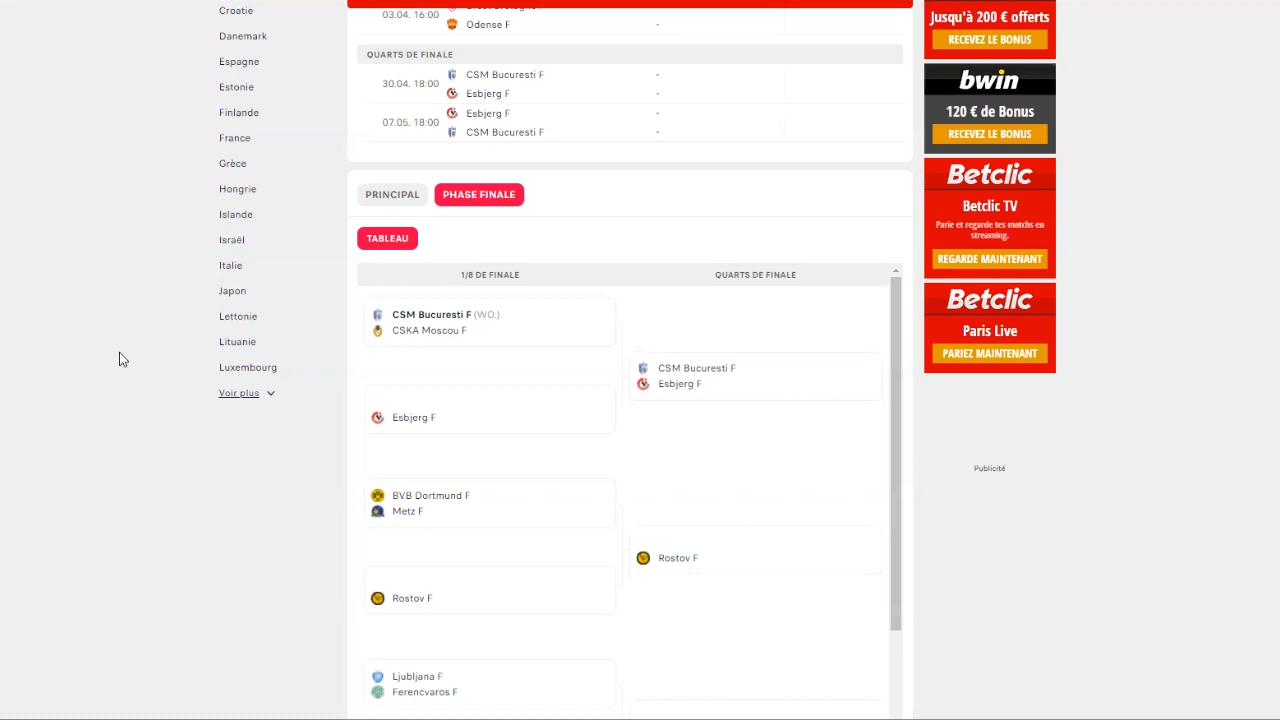 Croatie
Danemark
Espagne
Estonie
Finlande
France
Grèce
Hongrie
Islande
Israël
Italie
Japon
Lettonie
Lituanie
Luxembourg
Voir plus
03.04. 16:00
Odense F
-
QUARTS DE FINALE
30.04. 18:00
CSM Bucuresti F
-
Esbjerg F
-
07.05. 18:00
Esbjerg F
-
CSM Bucuresti F
-
PRINCIPAL
PHASE FINALE
TABLEAU
1/8 DE FINALE
QUARTS DE FINALE
CSM Bucuresti F (WO.)
CSKA Moscou F
Esbjerg F
BVB Dortmund F
Metz F
Rostov F
Ljubljana F
Ferencvaros F
CSM Bucuresti F
Esbjerg F
Rostov F
Jusqu'à 200 € offerts
RECEVEZ LE BONUS
bwin
120 € de Bonus
RECEVEZ LE BONUS
Betclic
Betclic TV
Parie et regarde tes matchs en
streaming.
REGARDE MAINTENANT
Betclic
Paris Live
PARIEZ MAINTENANT
Publicité